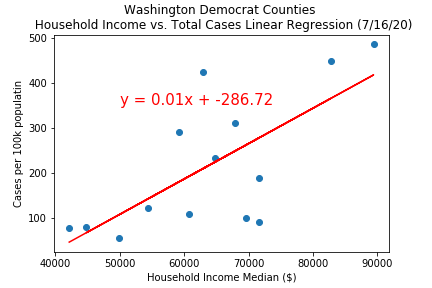 Washington Democrat Counties
Household Income vs. Total Cases Linear Regression (7/16/20)
500
400
300
200
100
y = 0.01x + -286.72
Cases per 100k populatin
40000 50000 60000 70000 80000 90000
Household Income Median ($)